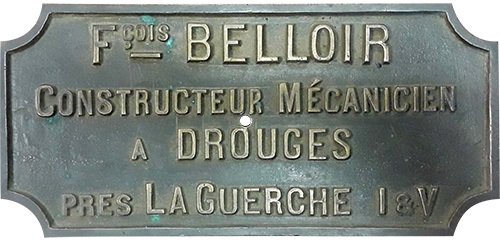 Fçois BELLOIR
CONSTRUCTEUR MÉCANICIEN
A DROUGES
PRES LA GUERCHE I & V